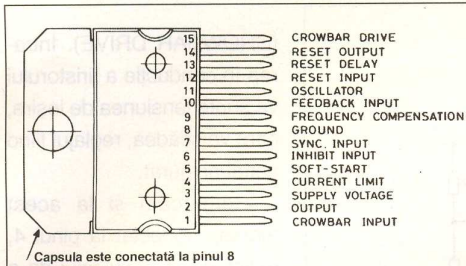 15 CROWBAR DRIVE
14 RESET OUTPUT
13 RESET DELAY
12 RESET INPUT
11 OSCILLATOR
10 FEEDBACK INPUT
9 FREQUENCY COMPENSATION
8 GROUND
7 SYNC. INPUT
6 INHIBIT INPUT
5 SOFT-START
4 CURRENT LIMIT
3 SUPPLY VOLTAGE
2 OUTPUT
1 CROWBAR INPUT
Capsula este conectată la pinul 8